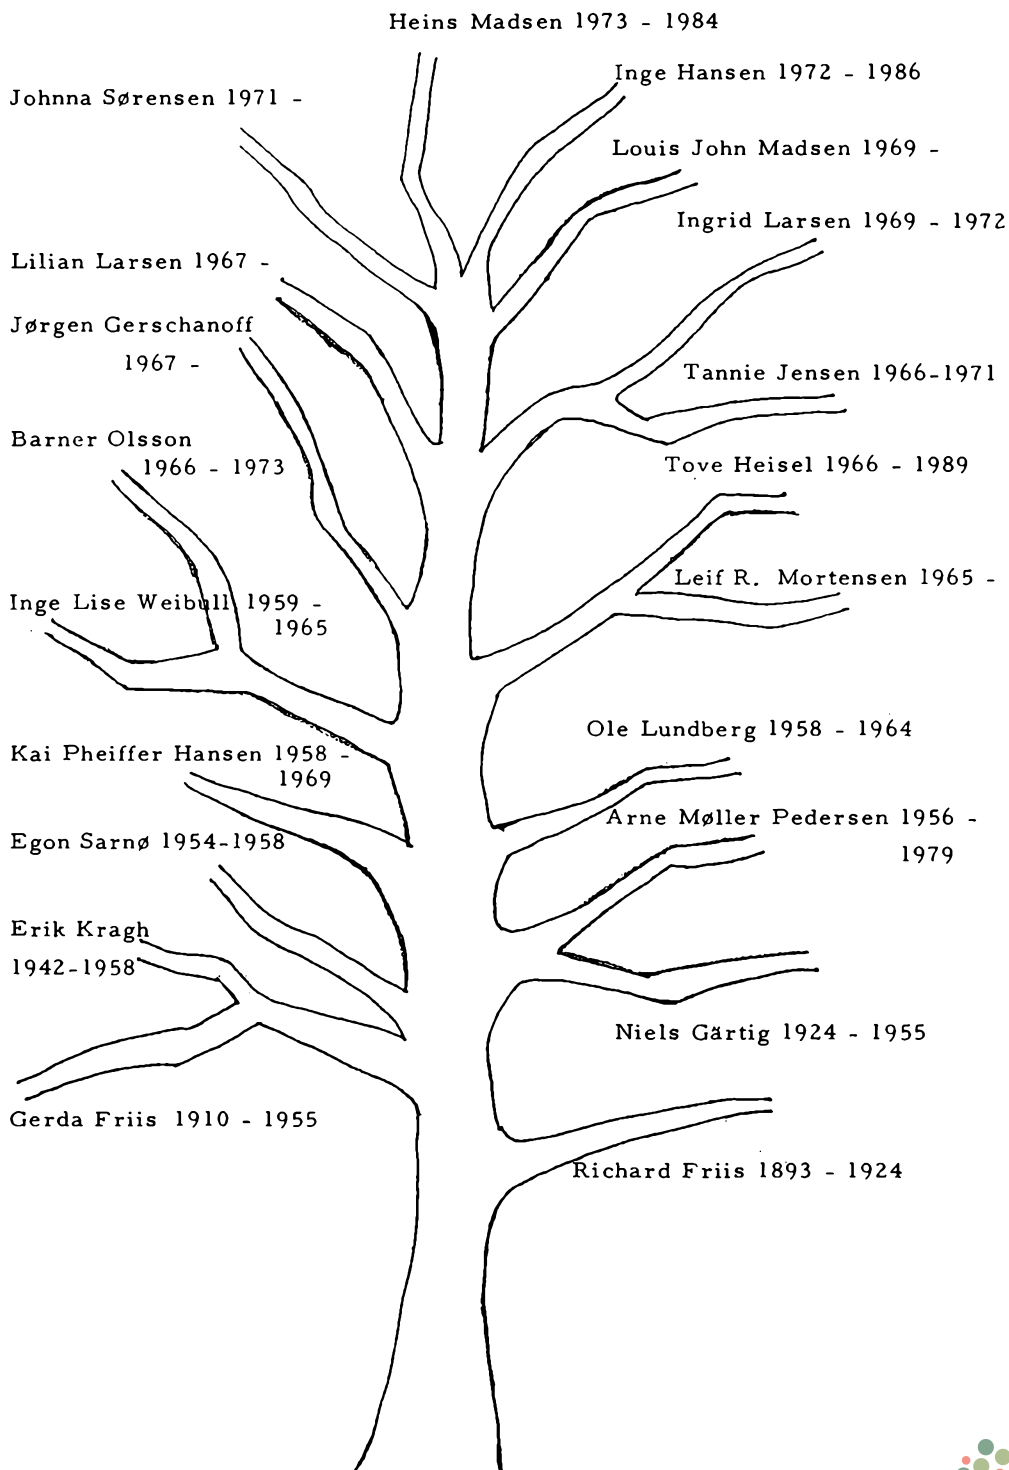 Heins Madsen 1973 - 1984
Inge Hansen 1972 - 1986
Johnna Sørensen 1971 -
Louis John Madsen 1969 -
Ingrid Larsen 1969 - 1972
Lilian Larsen 1967 -
Jørgen Gerschanoff
1967 -
Tannie Jensen 1966-1971
Barner Olsson
1966 - 1973
Tove Heisel 1966 - 1989
Leif R. Mortensen 1965 -
Inge Lise Weibull 1959 -
1965
Ole Lundberg 1958 - 1964
Kai Pheiffer Hansen 1958 -
1969
Arne Møller Pedersen 1956 -
1979
Egon Sarnø 1954-1958
Erik Kragh
1942-1958
Niels Gärtig 1924 - 1955
Gerda Friis 1910 - 1955
Richard Friis 1893 - 1924